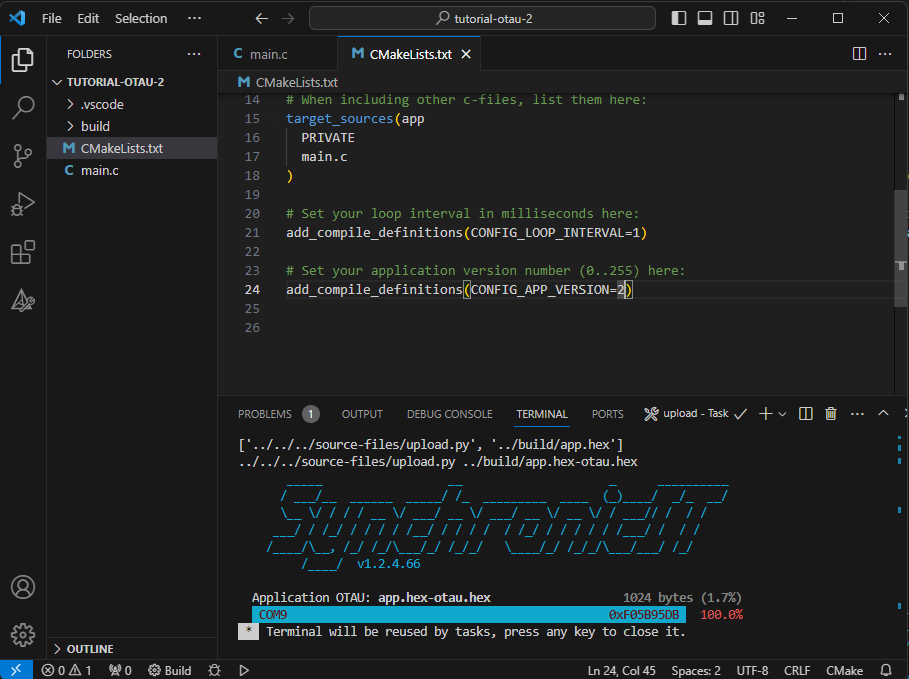 File Edit Selection ··· tutorial-otau-2
FOLDERS ···
TUTORIAL-OTAU-2
.vscode
build
M CMakeLists.txt
C main.c
OUTLINE
C main.c M CMakeLists.txt
M CMakeLists.txt
14 # When including other c-files, list them here:
15 target_sources(app
16 PRIVATE
17 main.c
18 )
19
20 # Set your loop interval in milliseconds here:
21 add_compile_definitions(CONFIG_LOOP_INTERVAL=1)
22
23 # Set your application version number (0..255) here:
24 add_compile_definitions(CONFIG_APP_VERSION=2)
25
26
PROBLEMS 1 OUTPUT DEBUG CONSOLE TERMINAL PORTS upload - Task
['../../../source-files/upload.py', '../build/app.hex']
../../../source-files/upload.py ../build/app.hex-otau.hex
v1.2.4.66
Application OTAU: app.hex-otau.hex 1024 bytes (1.7%)
COM9 0xF05B95DB 100.0%
* Terminal will be reused by tasks, press any key to close it.
0 1 0 Build Ln 24, Col 45 Spaces: 2 UTF-8 CRLF CMake